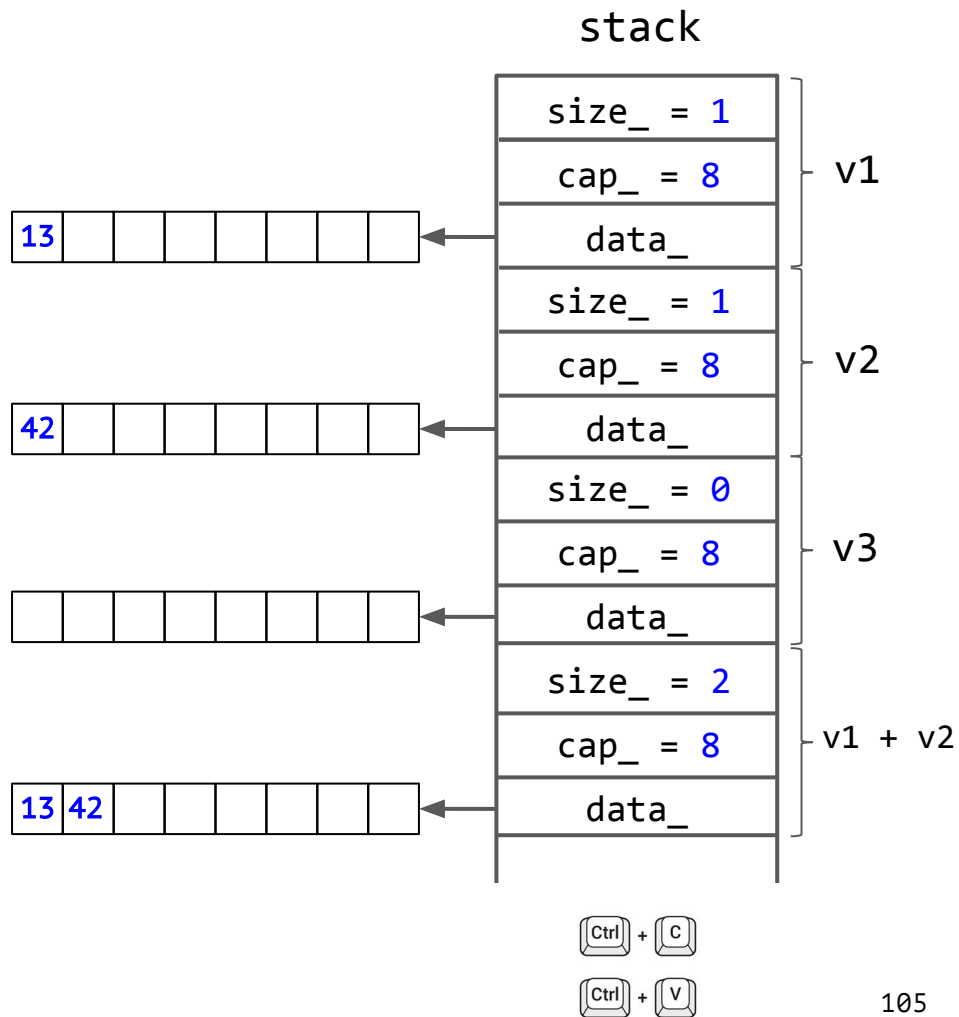 stack
size_ = 1
cap_ = 8
v1
13
data_
size_ = 1
cap_ = 8
v2
42
data_
size_ = 0
cap_ = 8
v3
data_
size_ = 2
cap_ = 8
v1 + v2
13 42
data_
Ctrl + C
Ctrl + V
105